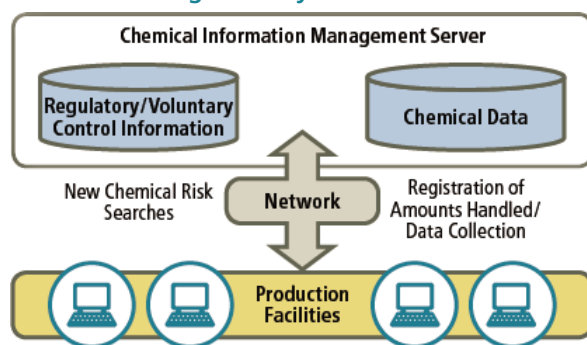 Chemical Information Management Server
Regulatory/Voluntary
Control Information
Chemical Data
New Chemical Risk
Searches
Network
Registration of
Amounts Handled/
Data Collection
Production
Facilities